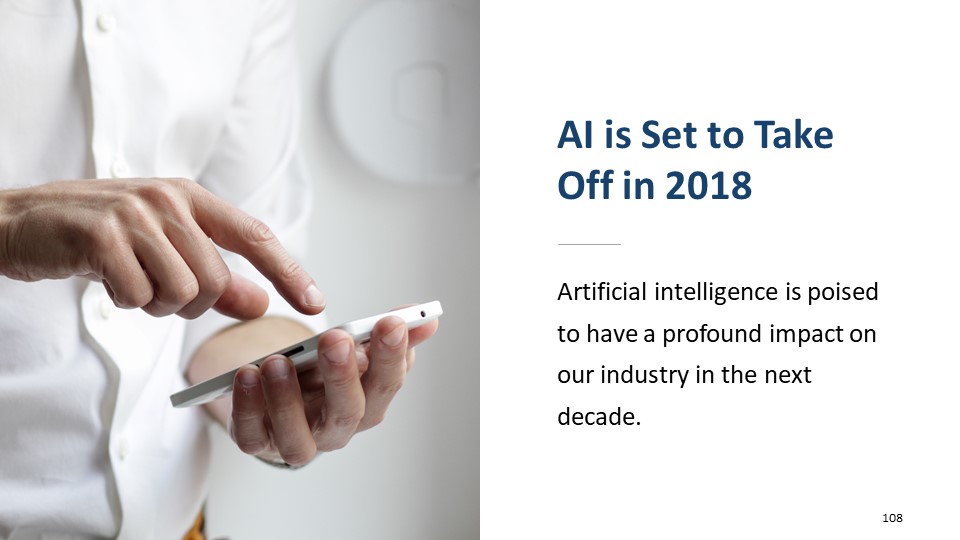 AI is Set to Take
Off in 2018
Artificial intelligence is poised
to have a profound impact on
our industry in the next
decade.
108